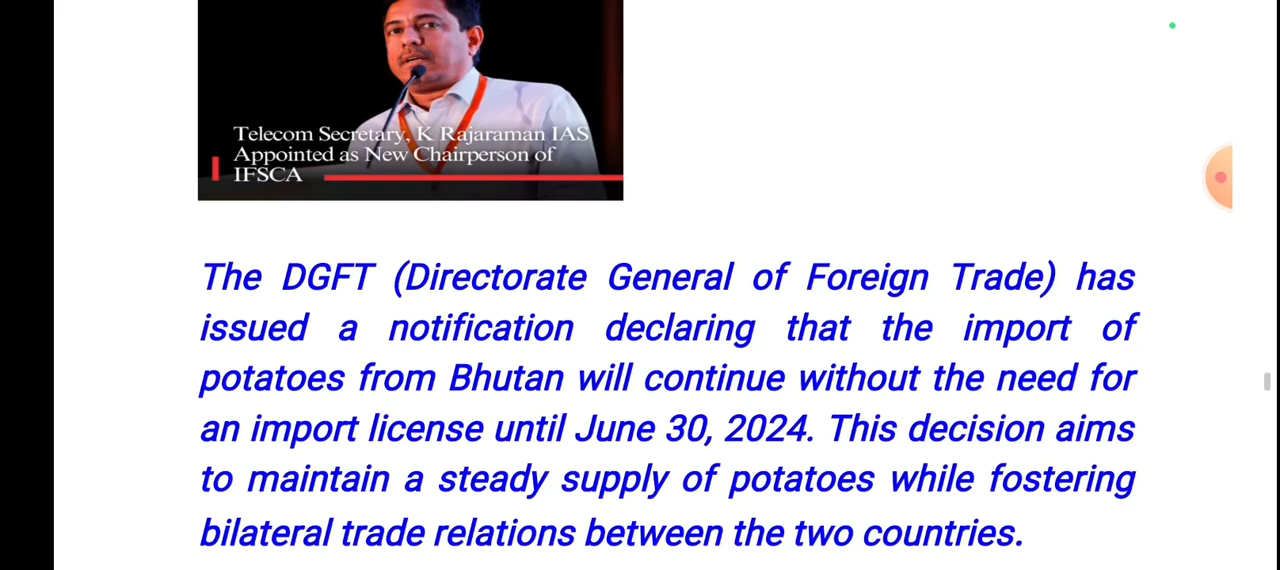 Telecom Secretary, K Rajaraman IAS
Appointed as New Chairperson of
IFSCA
The DGFT (Directorate General of Foreign Trade) has
issued a notification declaring that the import of
potatoes from Bhutan will continue without the need for
an import license until June 30, 2024. This decision aims
to maintain a steady supply of potatoes while fostering
bilateral trade relations between the two countries.